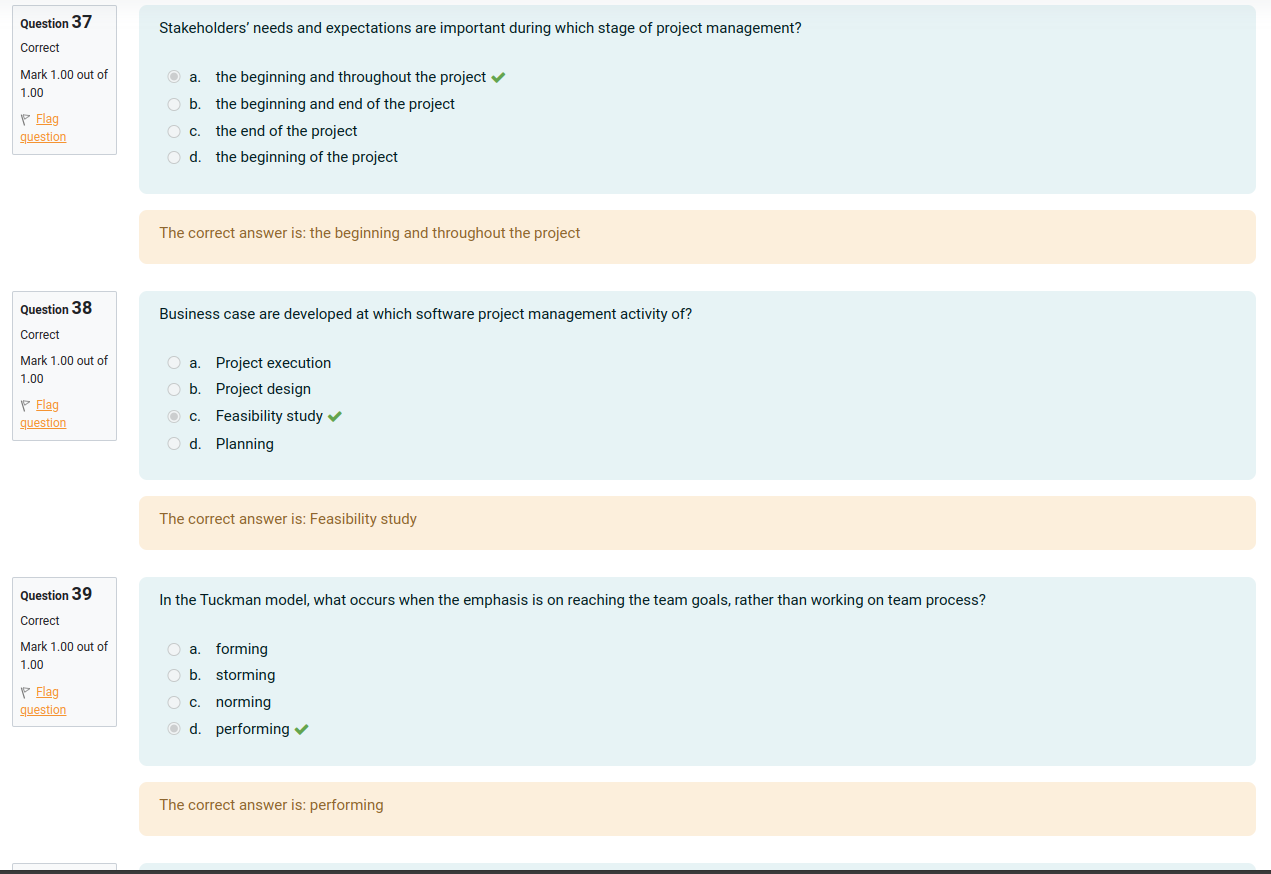 Question 37
Correct
Mark 1.00 out of
1.00
Flag
question
Stakeholders’ needs and expectations are important during which stage of project management?
a. the beginning and throughout the project
b. the beginning and end of the project
c. the end of the project
d. the beginning of the project
The correct answer is: the beginning and throughout the project
Question 38
Correct
Mark 1.00 out of
1.00
Flag
question
Business case are developed at which software project management activity of?
a. Project execution
b. Project design
c. Feasibility study
d. Planning
The correct answer is: Feasibility study
Question 39
Correct
Mark 1.00 out of
1.00
Flag
question
In the Tuckman model, what occurs when the emphasis is on reaching the team goals, rather than working on team process?
a. forming
b. storming
c. norming
d. performing
The correct answer is: performing